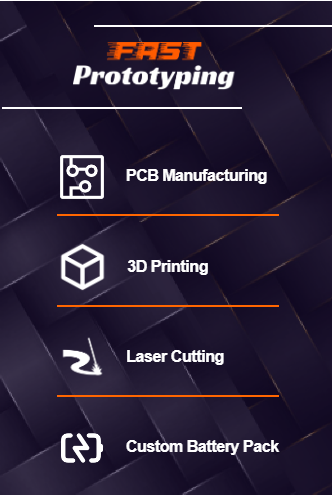 FAST
Prototyping
PCB Manufacturing
3D Printing
Laser Cutting
Custom Battery Pack